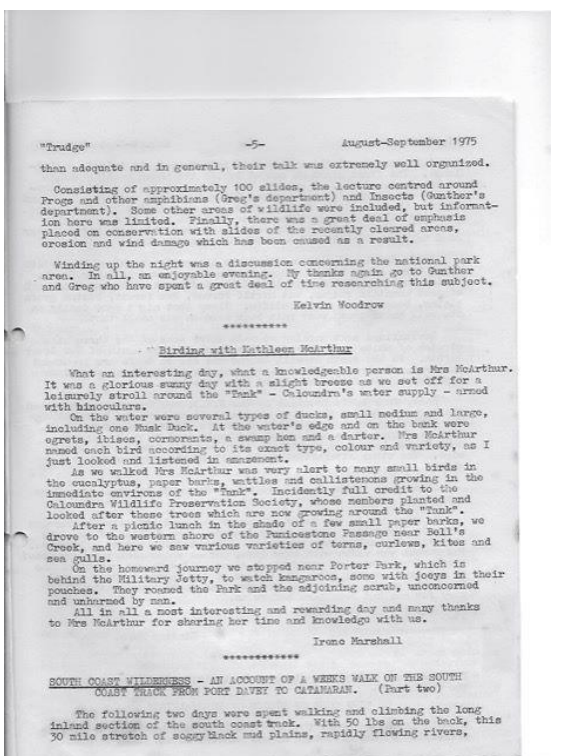 "Trudge" -5- August-September 1975
than adequate and in general, their talk was extremely well organized.
Consisting of approximately 100 slides, the lecture centred around
Frogs and other amphibians (Greg's department) and Insects (Gunther's
department). Some other areas of wildlife were included, but informat-
ion here was limited. Finally, there was a great deal of emphasis
placed on conservation with slides of the recently cleared areas,
erosion and wind damage which has been caused as a result.
Winding up the night was a discussion concerning the national park
area. In all, an enjoyable evening. My thanks again go to Gunther
and Greg who have spent a great deal of time researching this subject.
Kelvin Woodrow
**********
Birding with Kathleen McArthur
What an interesting day, what a knowledgeable person is Mrs McArthur.
It was a glorious sunny day with a slight breeze as we set off for a
leisurely stroll around the "Tank" - Caloundra's water supply - armed
with binoculars.
On the water were several types of ducks, small medium and large,
including one Musk Duck. At the water's edge and on the bank were
egrets, ibises, cormorants, a swamp hen and a darter. Mrs McArthur
named each bird according to its exact type, colour and variety, as I
just looked and listened in amazement.
As we walked Mrs McArthur was very alert to many small birds in
the eucalyptus, paper barks, wattles and callistemons growing in the
immediate environs of the "Tank". Incidently full credit to the
Caloundra Wildlife Preservation Society, whose members planted and
looked after these trees which are now growing around the "Tank".
After a picnic lunch in the shade of a few small paper barks, we
drove to the western shore of the Pumicestone Passage near Bell's
Creek, and here we saw various varieties of terns, curlews, kites and
sea gulls.
On the homeward journey we stopped near Porter Park, which is
behind the Military Jetty, to watch kangaroos, some with joeys in their
pouches. They roamed the Park and the adjoining scrub, unconcerned
and unharmed by man.
All in all a most interesting and rewarding day and many thanks
to Mrs McArthur for sharing her time and knowledge with us.
Irene Marshall
************
SOUTH COAST WILDERNESS - AN ACCOUNT OF A WEEKS WALK ON THE SOUTH
COAST TRACK FROM PORT DAVEY TO CATAMARAN. (Part two)
The following two days were spent walking and climbing the long
inland section of the south coast track. With 50 lbs on the back, this
30 mile stretch of soggy black mud plains, rapidly flowing rivers,